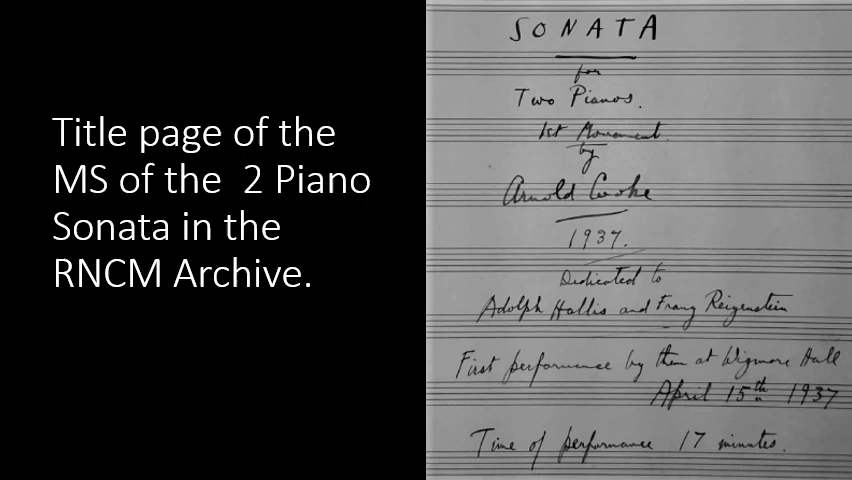 Title page of the
MS of the 2 Piano
Sonata in the
RNCM Archive.
SONATA
for
Two Pianos.
1st Movement
by
Arnold Cooke
1937.
Dedicated to
Adolph Hallis and Franz Reizenstein
First performance by them at Wigmore Hall
April 15th 1937
Time of performance 17 minutes.